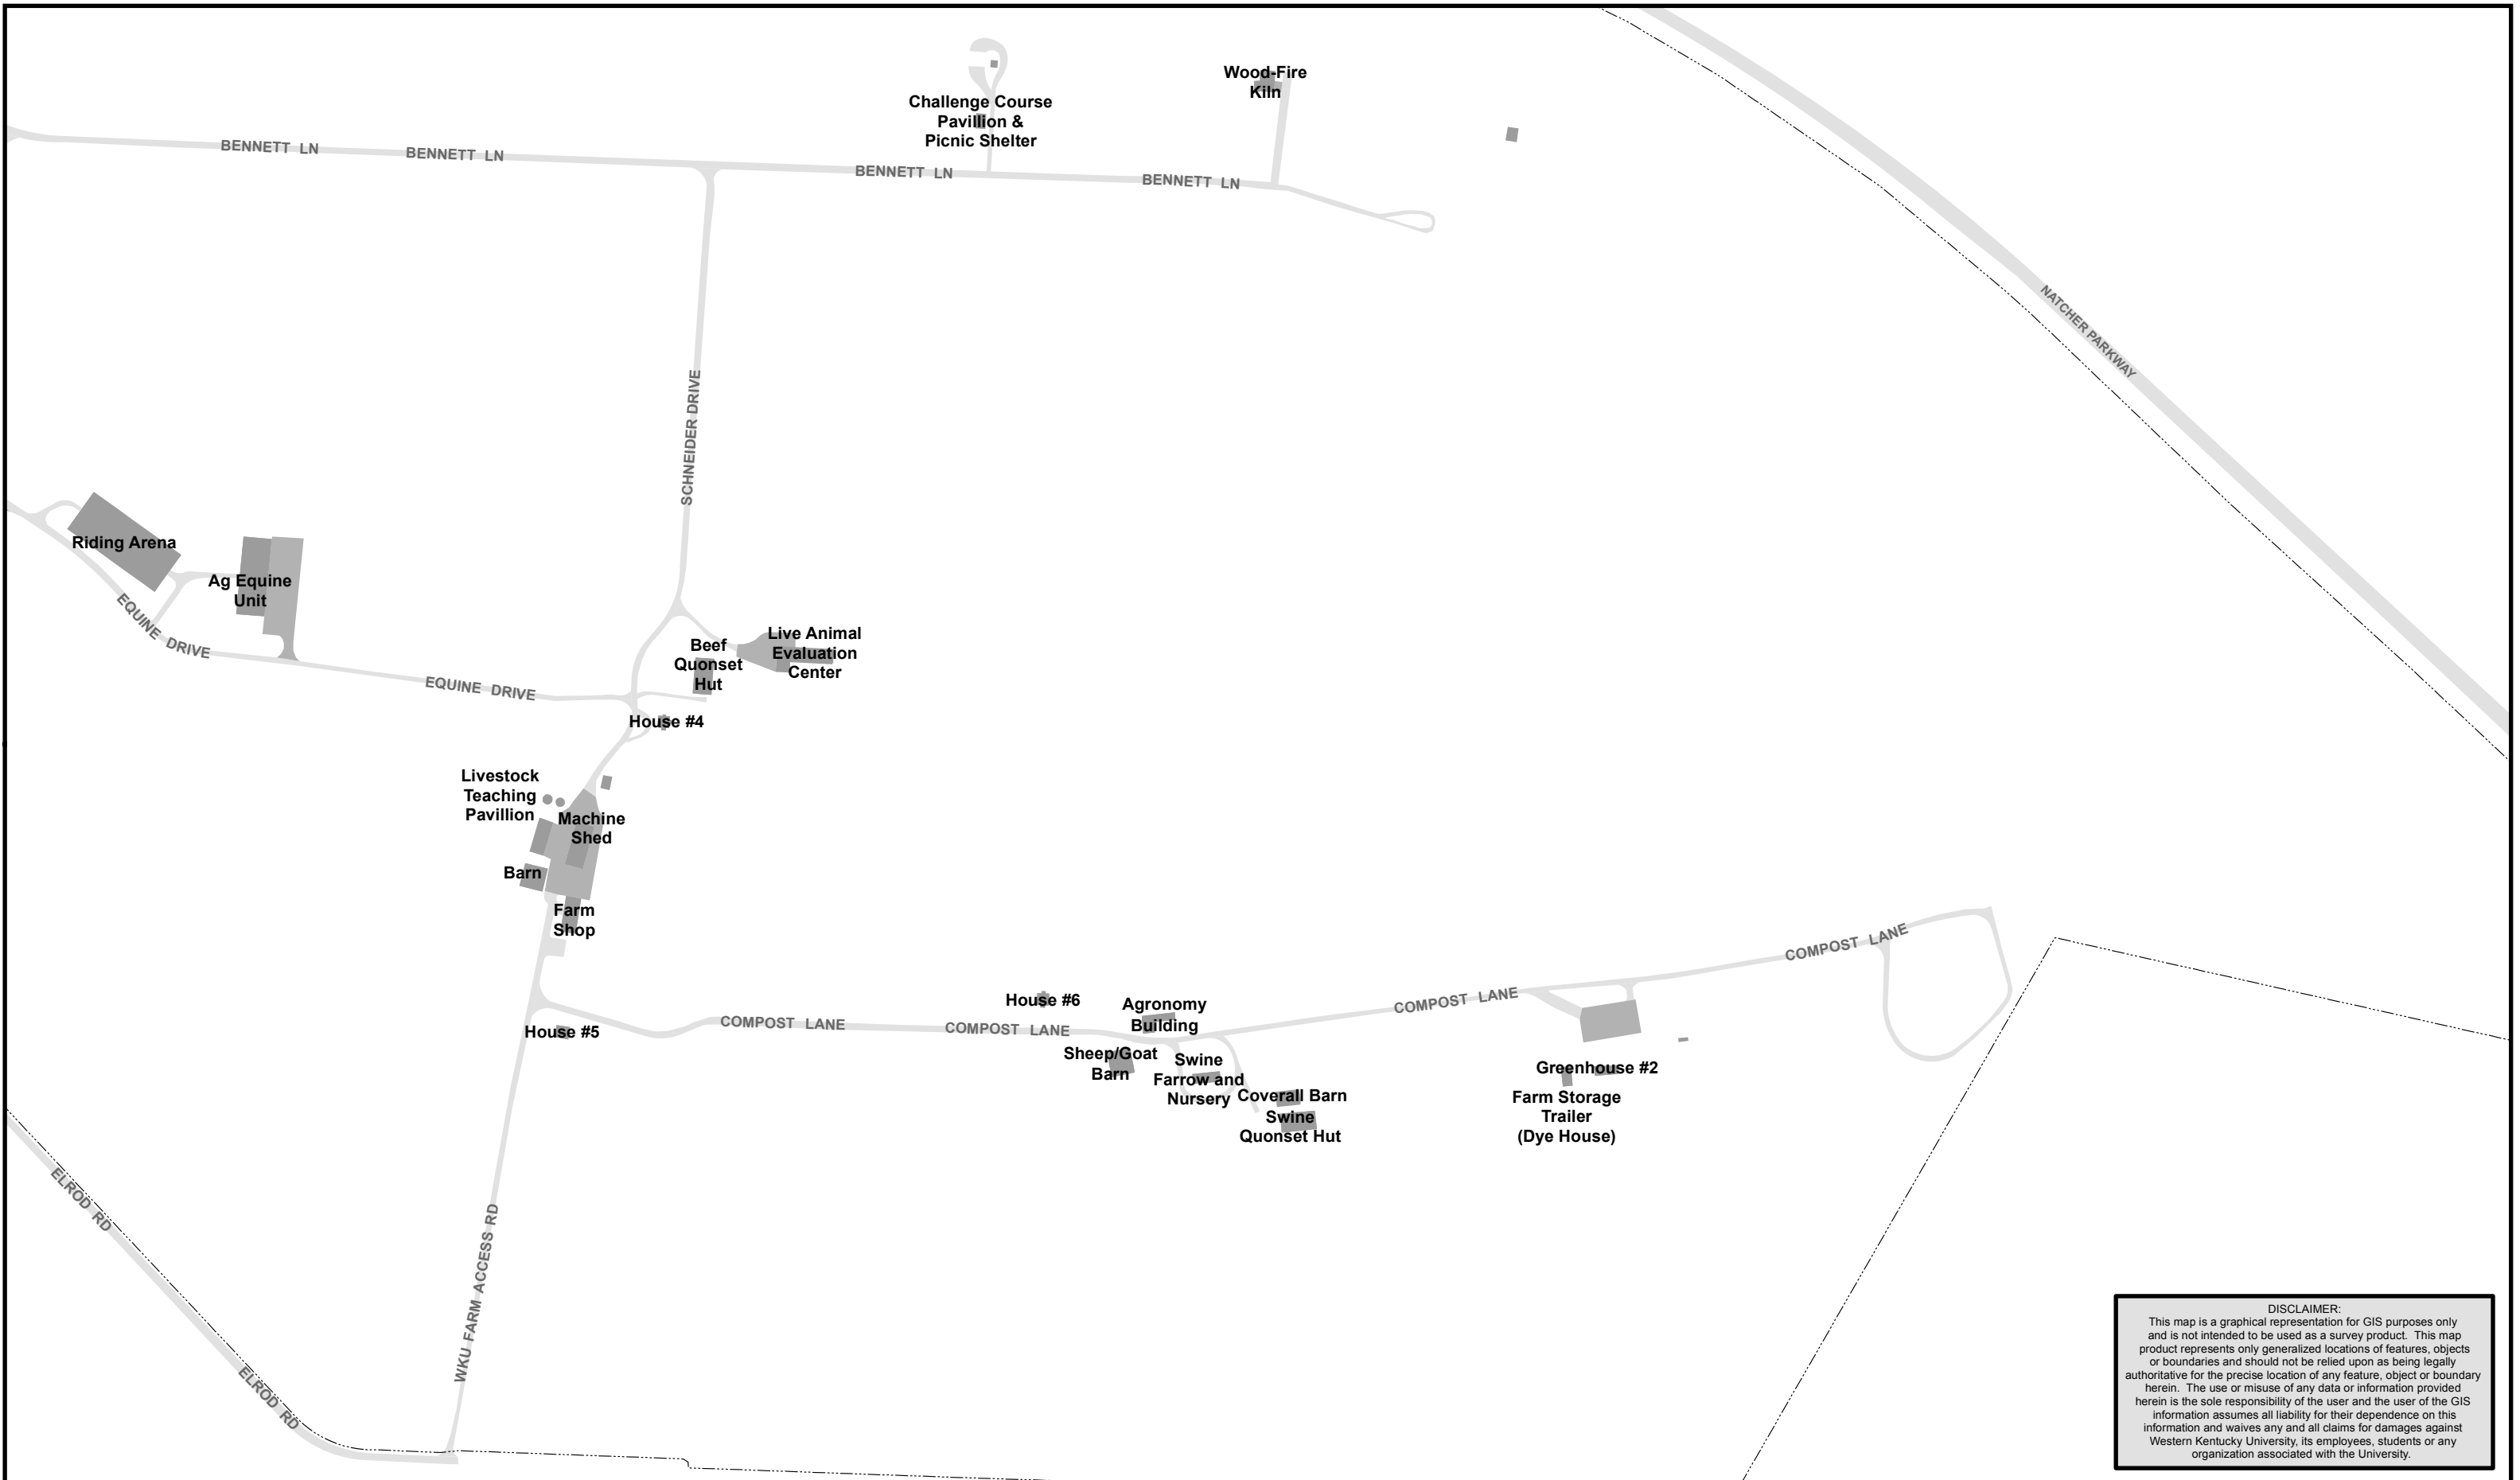 Wood-Fire
Kiln
Challenge Course
Pavillion &
Picnic Shelter
BENNETT LN
BENNETT LN
BENNETT LN
BENNETT LN
NATCHER PARKWAY
SCHNEIDER DRIVE
Riding Arena
Ag Equine
Unit
EQUINE DRIVE
EQUINE DRIVE
Beef
Quonset
Hut
Live Animal
Evaluation
Center
House #4
Livestock
Teaching
Pavillion
Machine
Shed
Barn
Farm
Shop
COMPOST LANE
COMPOST LANE
COMPOST LANE
COMPOST LANE
House #5
House #6
Agronomy
Building
Sheep/Goat
Barn
Swine
Farrow and
Nursery
Coverall Barn
Swine
Quonset Hut
Greenhouse #2
Farm Storage
Trailer
(Dye House)
ELROD RD
ELROD RD
WKU FARM ACCESS RD
DISCLAIMER:
This map is a graphical representation for GIS purposes only
and is not intended to be used as a survey product. This map
product represents only generalized locations of features, objects
or boundaries and should not be relied upon as being legally
authoritative for the precise location of any feature, object or boundary
herein. The use or misuse of any data or information provided
herein is the sole responsibility of the user and the user of the GIS
information assumes all liability for their dependence on this
information and waives any and all claims for damages against
Western Kentucky University, its employees, students or any
organization associated with the University.